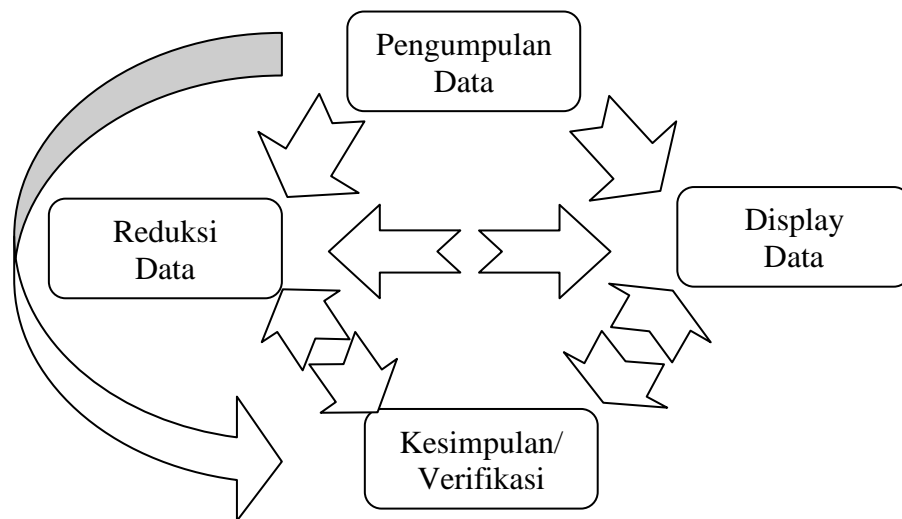 Pengumpulan
Data
Reduksi
Data
Display
Data
Kesimpulan/
Verifikasi